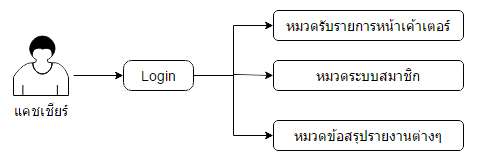 หมวดรับรายการหน้าเค้าเตอร์
Login
หมวดระบบสมาชิก
แคชเชียร์
หมวดข้อสรุปรายงานต่างๆ